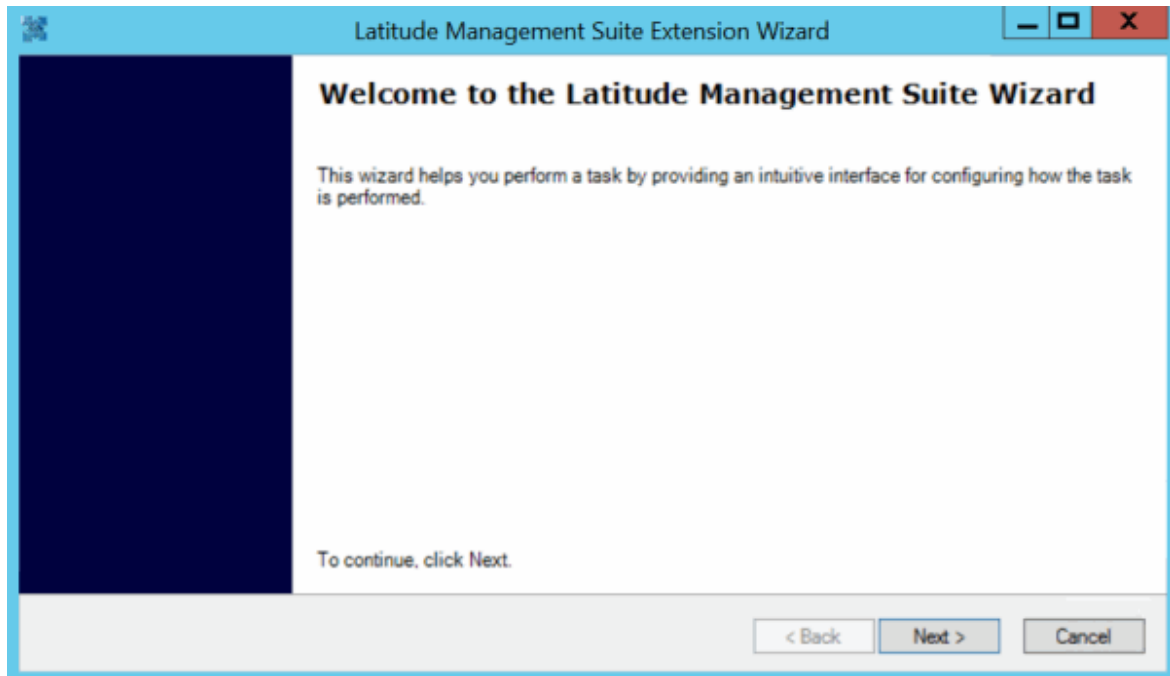 Latitude Management Suite Extension Wizard
Welcome to the Latitude Management Suite Wizard
This wizard helps you perform a task by providing an intuitive interface for configuring how the task
is performed.
To continue, click Next.
< Back
Next >
Cancel